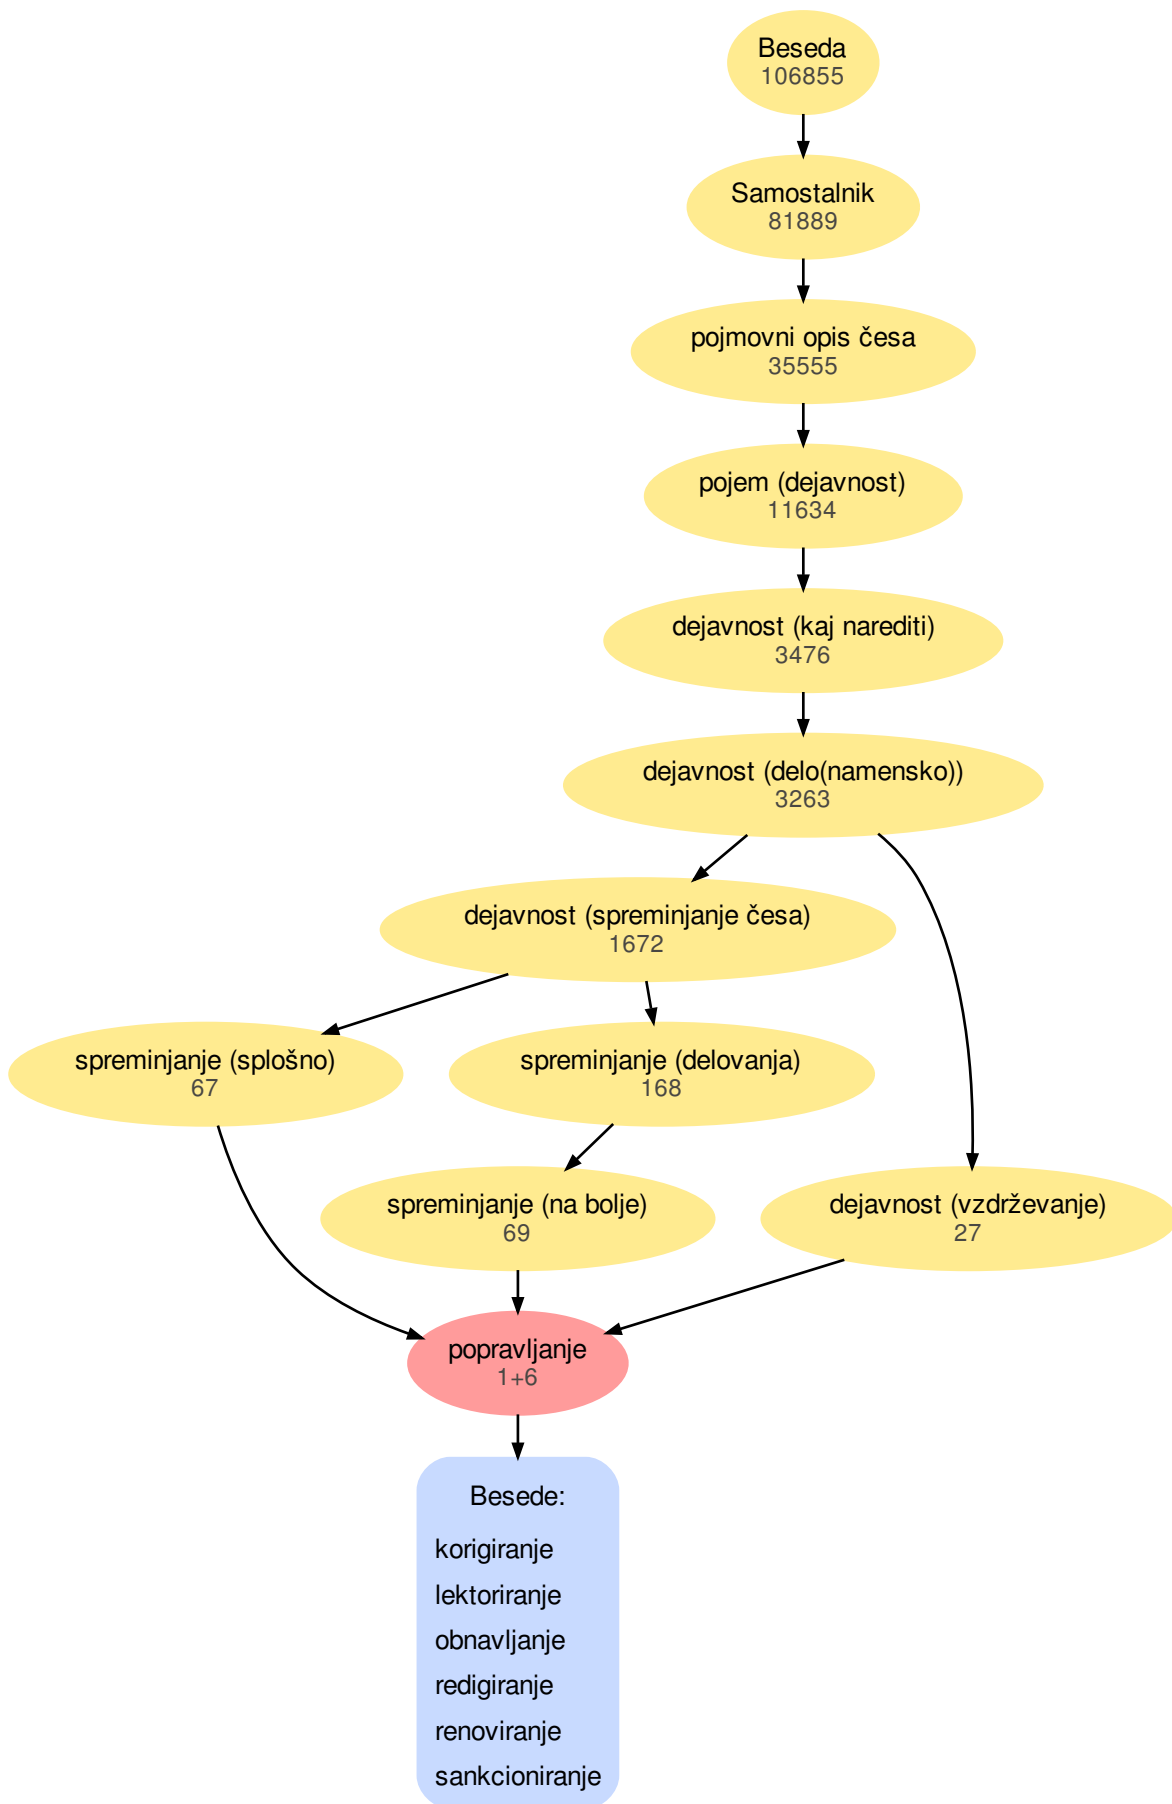 Beseda
106855
Samostalnik
81889
pojmovni opis česa
35555
pojem (dejavnost)
11634
dejavnost (kaj narediti)
3476
dejavnost (delo(namensko))
3263
dejavnost (spreminjanje česa)
1672
spreminjanje (splošno)
67
spreminjanje (delovanja)
168
spreminjanje (na bolje)
69
dejavnost (vzdrževanje)
27
popravljanje
1+6
Besede:
korigiranje
lektoriranje
obnavljanje
redigiranje
renoviranje
sankcioniranje